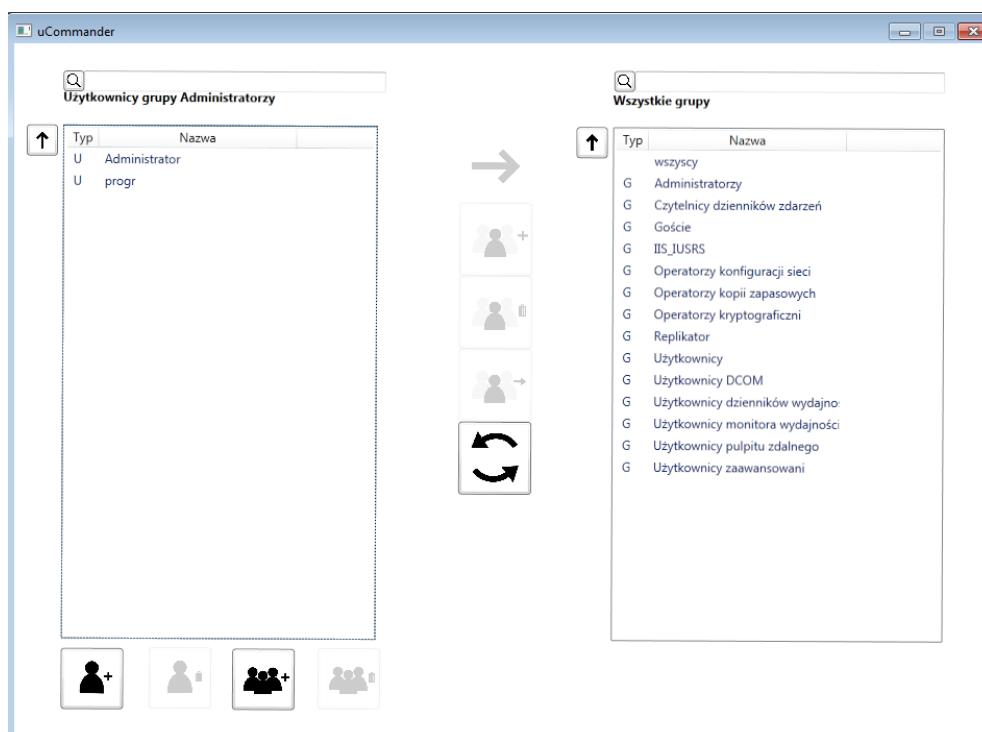 uCommander
Użytkownicy grupy Administratorzy
Typ Nazwa
U Administrator
U progr
Wszystkie grupy
Typ Nazwa
wszyscy
G Administratorzy
G Czytelnicy dzienników zdarzeń
G Goście
G IIS_IUSRS
G Operatorzy konfiguracji sieci
G Operatorzy kopii zapasowych
G Operatorzy kryptograficzni
G Replikator
G Użytkownicy
G Użytkownicy DCOM
G Użytkownicy dzienników wydajno
G Użytkownicy monitora wydajności
G Użytkownicy pulpitu zdalnego
G Użytkownicy zaawansowani